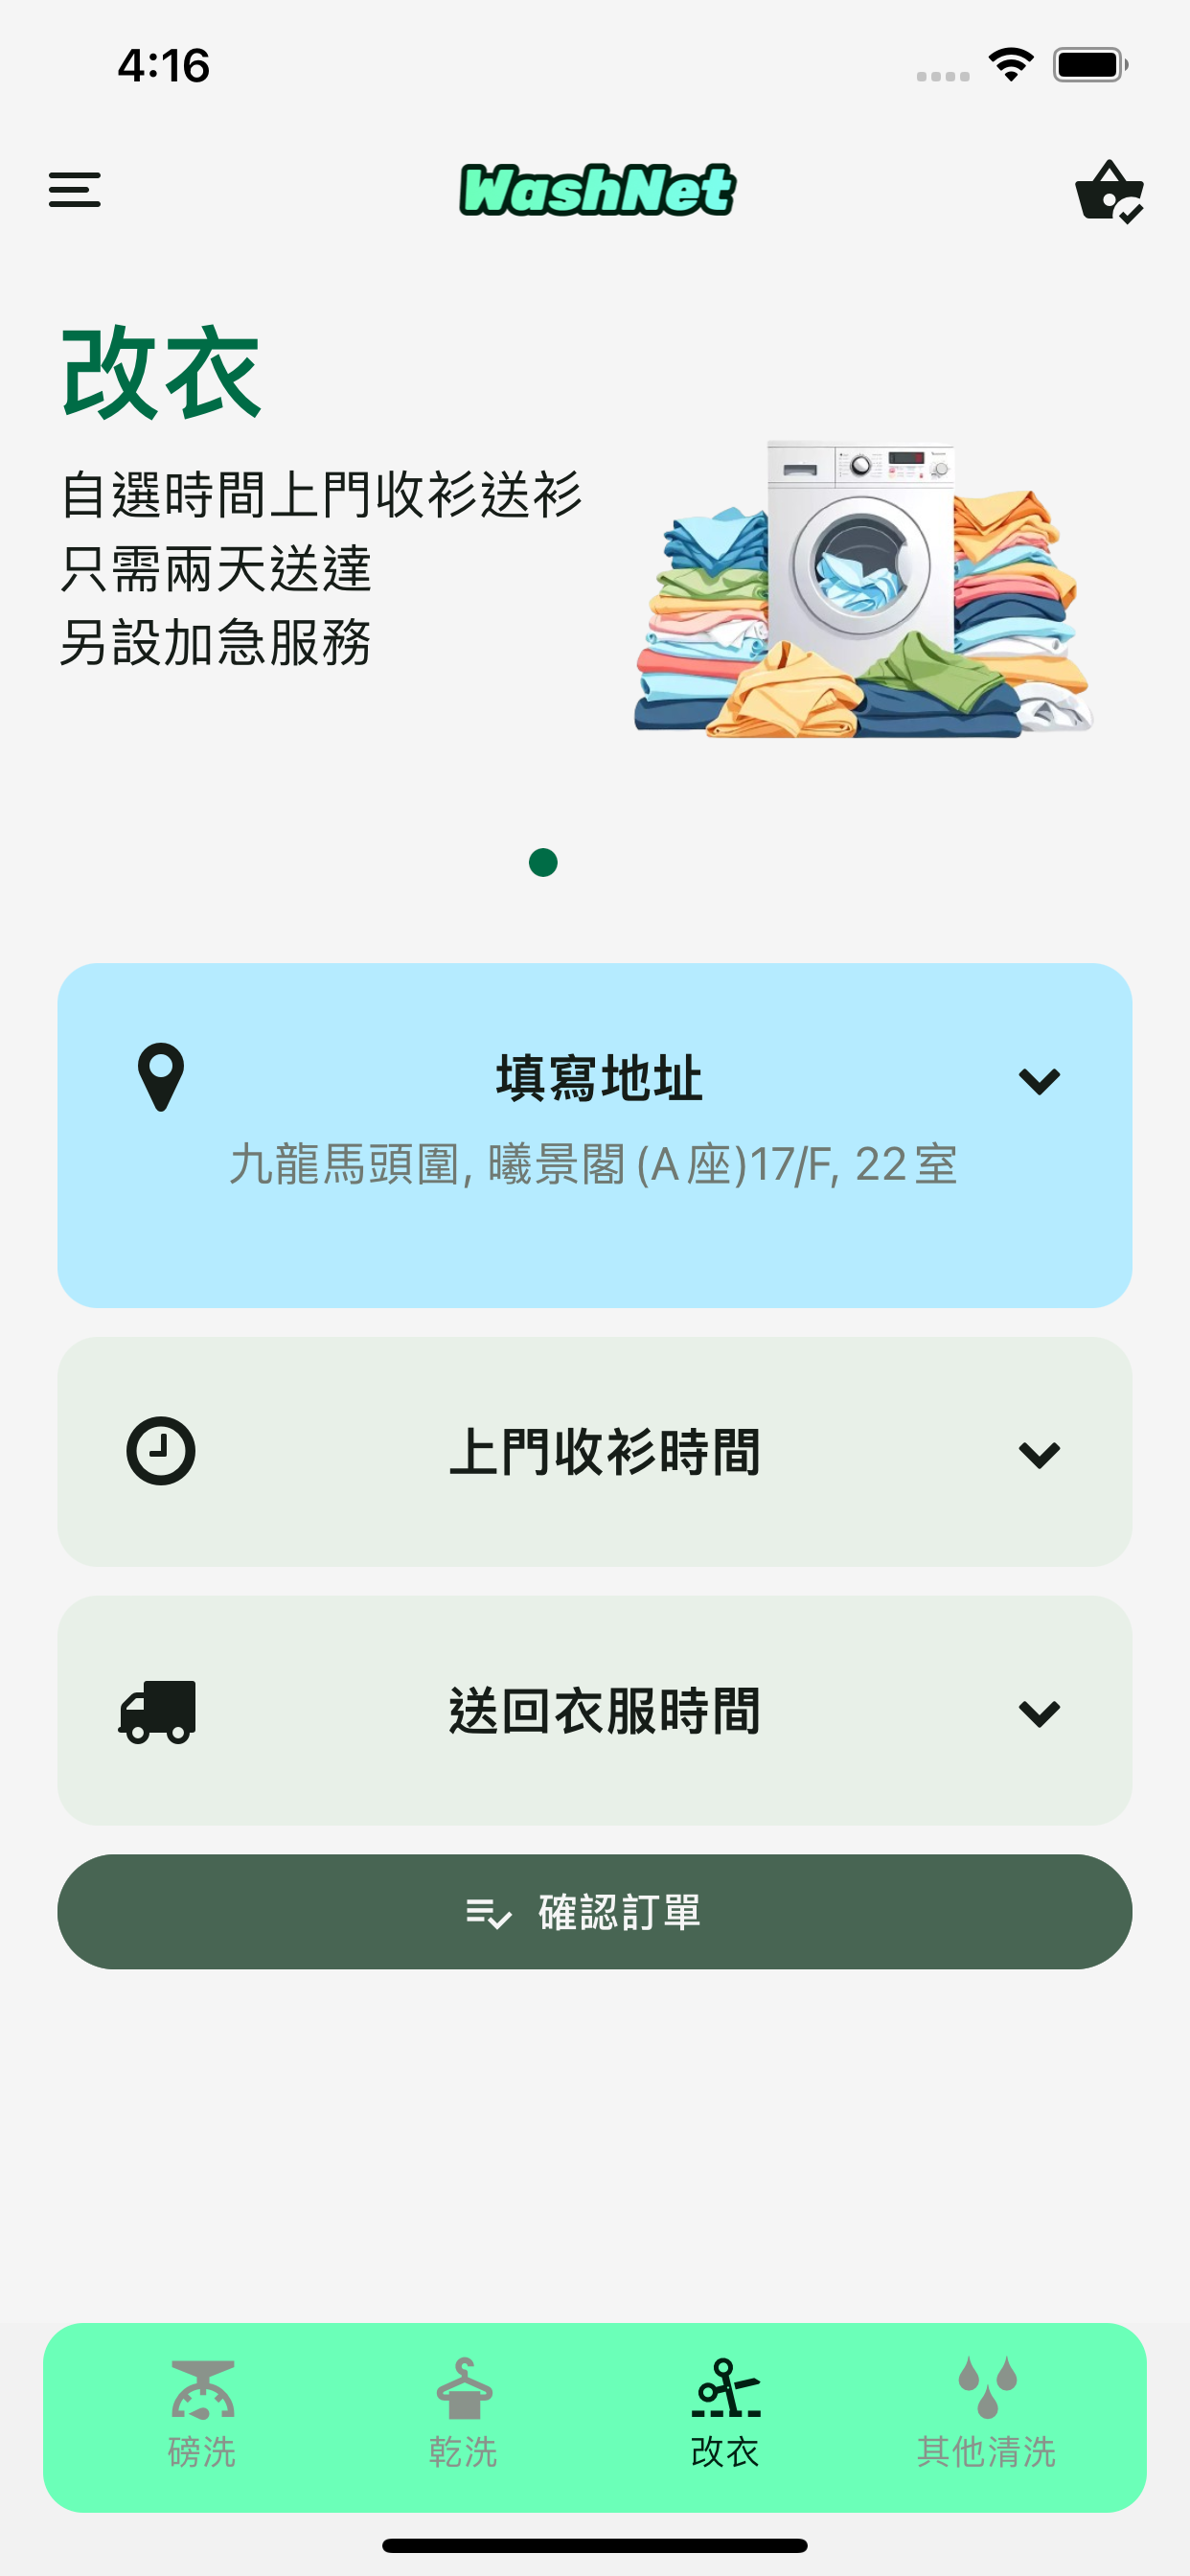 4:16
WashNet
改衣
自選時間上門收衫送衫
只需兩天送達
另設加急服務
填寫地址
九龍馬頭圍, 曦景閣(A座)17/F, 22室
上門收衫時間
送回衣服時間
確認訂單
磅洗
乾洗
改衣
其他清洗